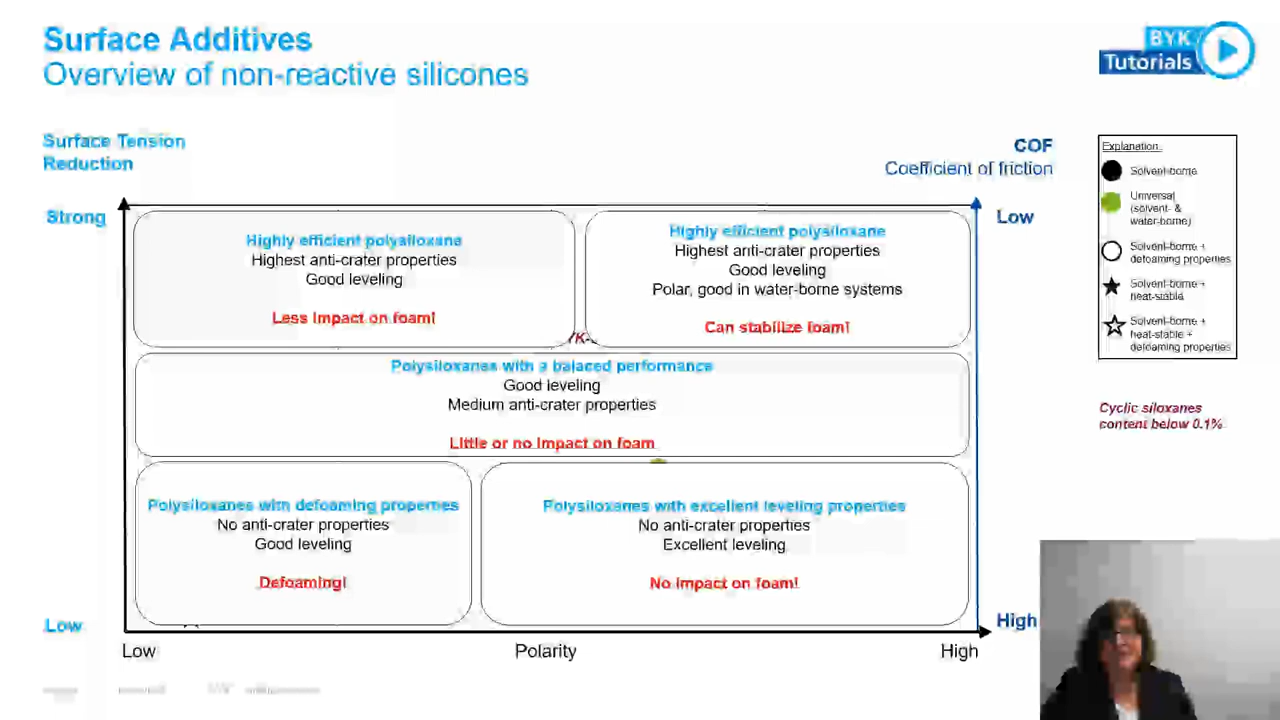 Surface Additives
Overview of non-reactive silicones
BYK
Tutorials
Surface Tension
Reduction
COF
Coefficient of friction
Strong
Low
Highly efficient polysiloxane
Highest anti-crater properties
Good leveling
Less impact on foam!
Highly efficient polysiloxane
Highest anti-crater properties
Good leveling
Polar, good in water-borne systems
Can stabilize foam!
YK-
Polysiloxanes with a balaced performance
Good leveling
Medium anti-crater properties
Little or no impact on foam
Polysiloxanes with defoaming properties
No anti-crater properties
Good leveling
Defoaming!
Polysiloxanes with excellent leveling properties
No anti-crater properties
Excellent leveling
No impact on foam!
Low
High
Low
Polarity
High
Explanation:
Solvent-borne
Universal
(solvent- &
water-borne)
Solvent-borne +
defoaming properties
Solvent-borne +
heat-stable
Solvent-borne +
heat-stable +
defoaming properties
Cyclic siloxanes
content below 0.1%